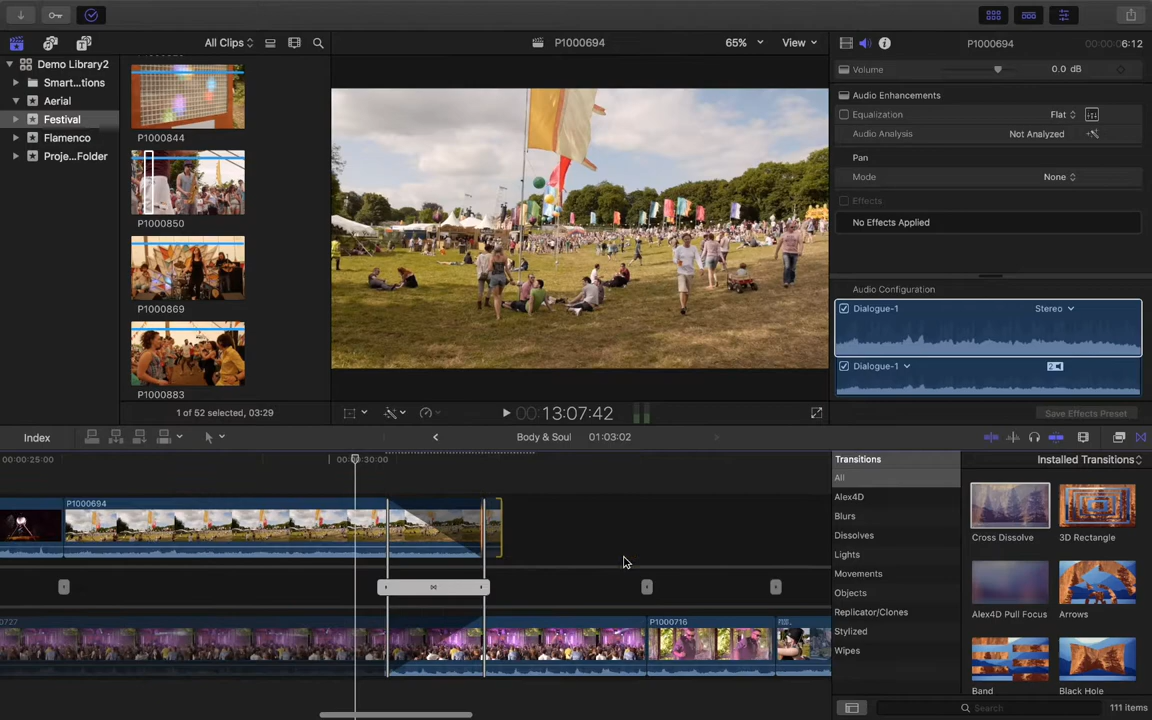 All Clips
P1000694
65%
View
P1000694
6:12
Demo Library2
Smart...tions
Aerial
Festival
Flamenco
Proje...Folder
P1000844
P1000850
P1000869
P1000883
1 of 52 selected, 03:29
13:07:42
Volume
0.0 dB
Audio Enhancements
Equalization
Flat
Audio Analysis
Not Analyzed
Pan
Mode
None
Effects
No Effects Applied
Audio Configuration
Dialogue-1
Stereo
Dialogue-1
2
Save Effects Preset
Index
Body & Soul
01:03:02
00:00:25:00
00:00:30:00
P1000694
0727
P1000716
Transitions
Installed Transitions
All
Alex4D
Blurs
Dissolves
Lights
Movements
Objects
Replicator/Clones
Stylized
Wipes
Cross Dissolve
3D Rectangle
Alex4D Pull Focus
Arrows
Band
Black Hole
Search
111 items